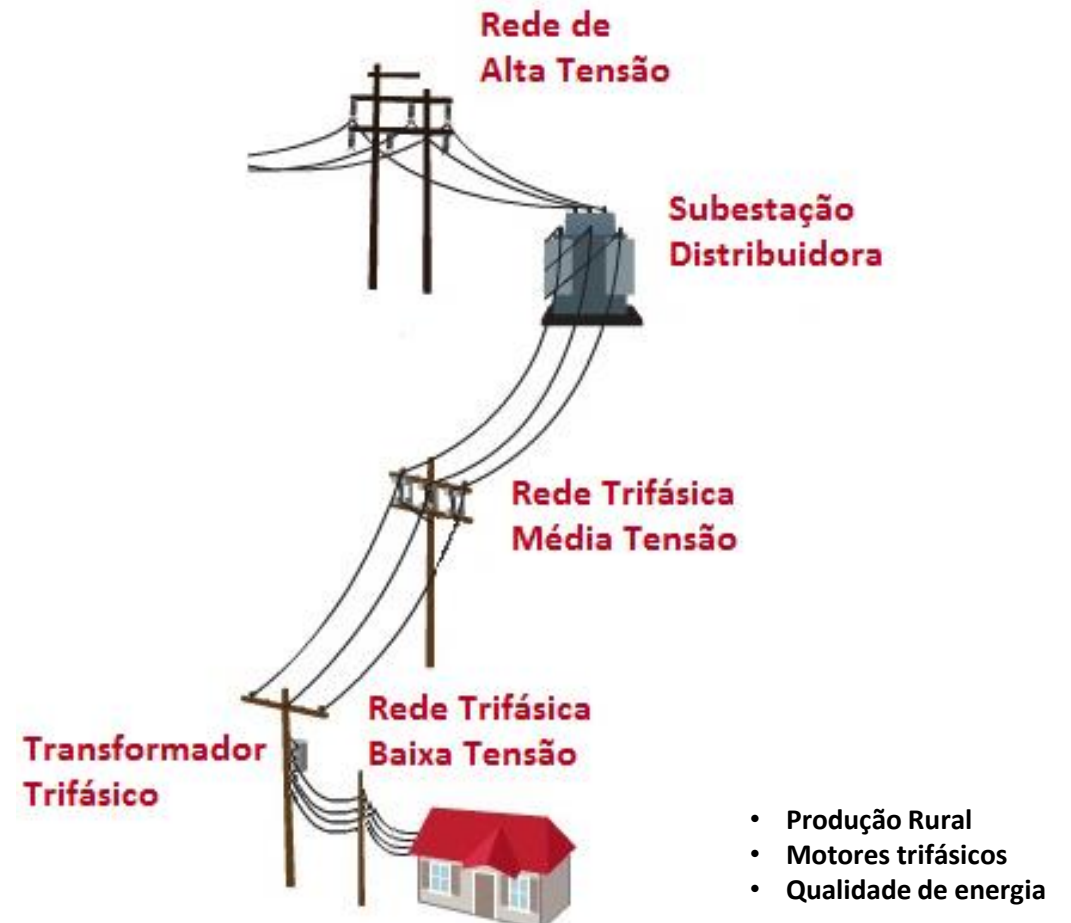 Rede de
Alta Tensão
Subestação
Distribuidora
Rede Trifásica
Média Tensão
Rede Trifásica
Baixa Tensão
Transformador
Trifásico
• Produção Rural
• Motores trifásicos
• Qualidade de energia